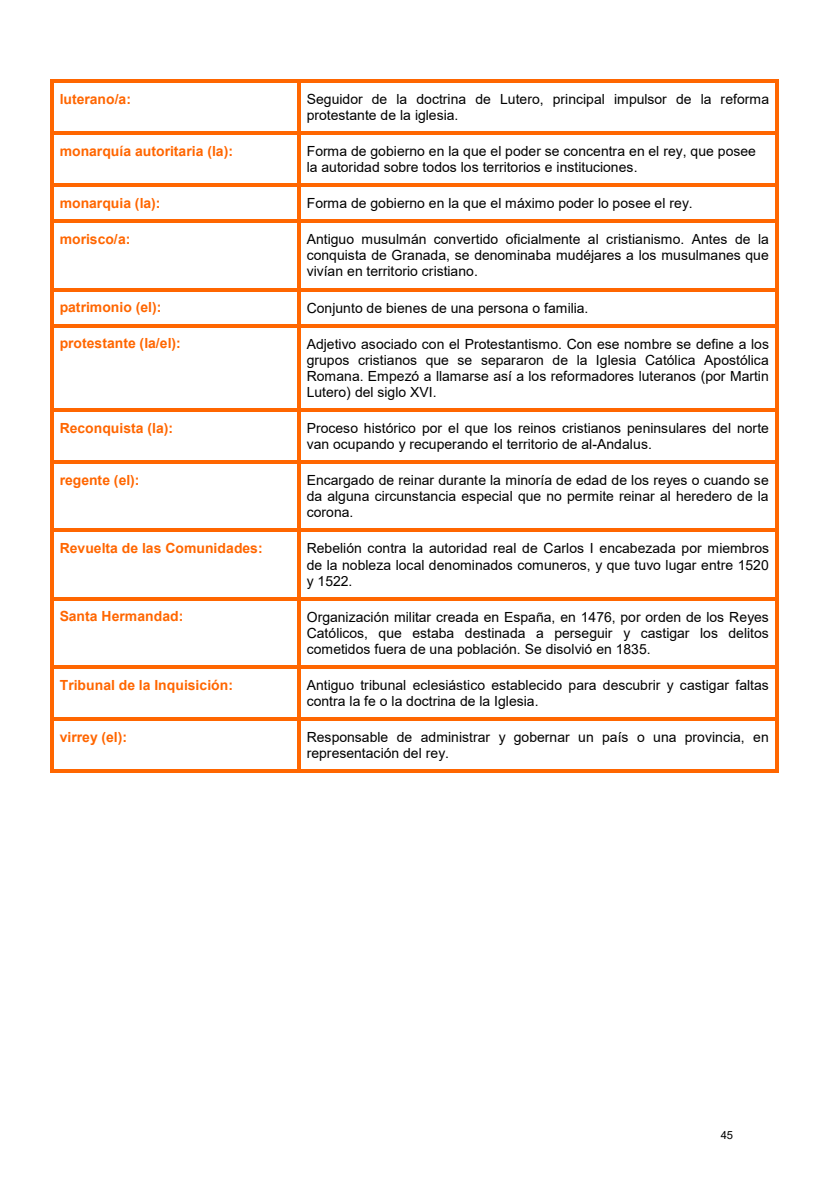 luterano/a:
Seguidor de la doctrina de Lutero, principal impulsor de la reforma
protestante de la iglesia.
monarquía autoritaria (la):
Forma de gobierno en la que el poder se concentra en el rey, que posee
la autoridad sobre todos los territorios e instituciones.
monarquia (la):
Forma de gobierno en la que el máximo poder lo posee el rey.
morisco/a:
Antiguo musulmán convertido oficialmente al cristianismo. Antes de la
conquista de Granada, se denominaba mudéjares a los musulmanes que
vivían en territorio cristiano.
patrimonio (el):
Conjunto de bienes de una persona o familia.
protestante (la/el):
Adjetivo asociado con el Protestantismo. Con ese nombre se define a los
grupos cristianos que se separaron de la Iglesia Católica Apostólica
Romana. Empezó a llamarse así a los reformadores luteranos (por Martin
Lutero) del siglo XVI.
Reconquista (la):
Proceso histórico por el que los reinos cristianos peninsulares del norte
van ocupando y recuperando el territorio de al-Andalus.
regente (el):
Encargado de reinar durante la minoría de edad de los reyes o cuando se
da alguna circunstancia especial que no permite reinar al heredero de la
corona.
Revuelta de las Comunidades:
Rebelión contra la autoridad real de Carlos I encabezada por miembros
de la nobleza local denominados comuneros, y que tuvo lugar entre 1520
y 1522.
Santa Hermandad:
Organización militar creada en España, en 1476, por orden de los Reyes
Católicos, que estaba destinada a perseguir y castigar los delitos
cometidos fuera de una población. Se disolvió en 1835.
Tribunal de la Inquisición:
Antiguo tribunal eclesiástico establecido para descubrir y castigar faltas
contra la fe o la doctrina de la Iglesia.
virrey (el):
Responsable de administrar y gobernar un país o una provincia, en
representación del rey.
45